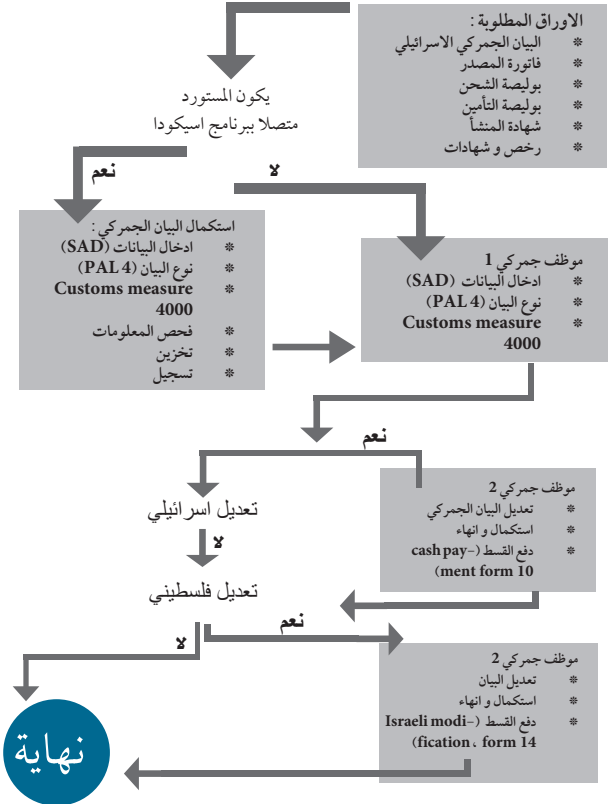 الاوراق المطلوبة :
* البيان الجمركي الاسرائيلي
* فاتورة المصدر
* بوليصة الشحن
* بوليصة التأمين
* شهادة المنشأ
* رخص و شهادات
يكون المستورد
متصلا ببرنامج اسيكودا
نعم
لا
استكمال البيان الجمركي :
* ادخال البيانات (SAD)
* نوع البيان (PAL 4)
* Customs measure
4000
* فحص المعلومات
* تخزين
* تسجيل
موظف جمركي 1
* ادخال البيانات (SAD)
* نوع البيان (PAL 4)
* Customs measure
4000
نعم
موظف جمركي 2
* تعديل البيان الجمركي
* استكمال و انهاء
* دفع القسط (cash pay-
ment form 10)
تعديل اسرائيلي
لا
تعديل فلسطيني
نعم
لا
موظف جمركي 2
* تعديل البيان
* استكمال و انهاء
* دفع القسط (Israeli modi-
fication ، form 14)
نهاية